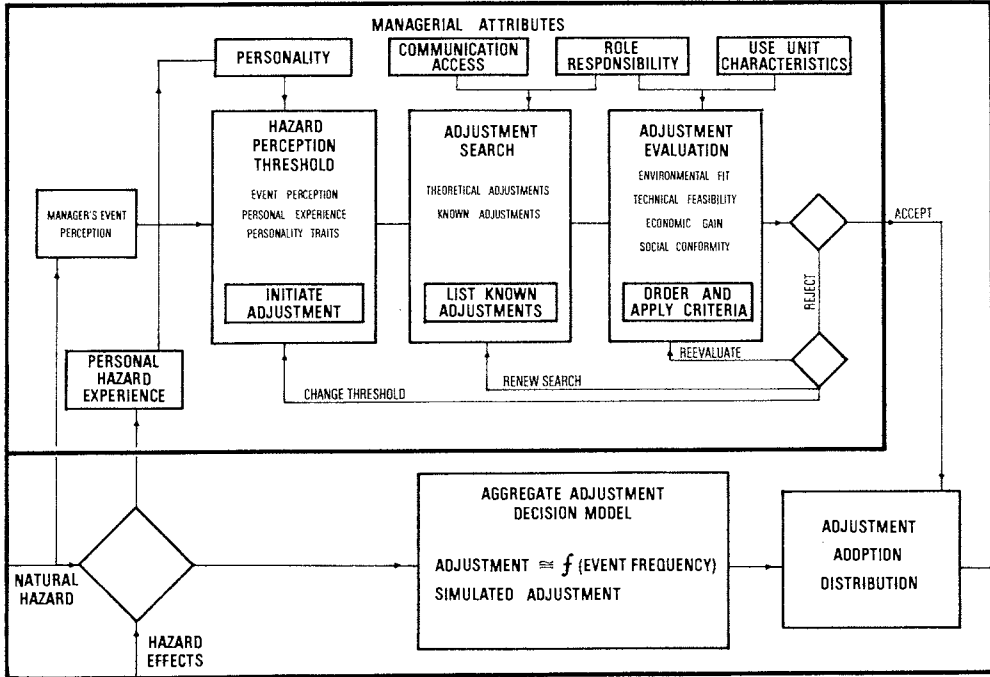 MANAGERIAL ATTRIBUTES
PERSONALITY
COMMUNICATION
ACCESS
ROLE
RESPONSIBILITY
USE UNIT
CHARACTERISTICS
HAZARD
PERCEPTION
THRESHOLD
EVENT PERCEPTION
PERSONAL EXPERIENCE
PERSONALITY TRAITS
INITIATE
ADJUSTMENT
ADJUSTMENT
SEARCH
THEORETICAL ADJUSTMENTS
KNOWN ADJUSTMENTS
LIST KNOWN
ADJUSTMENTS
ADJUSTMENT
EVALUATION
ENVIRONMENTAL FIT
TECHNICAL FEASIBILITY
ECONOMIC GAIN
SOCIAL CONFORMITY
ORDER AND
APPLY CRITERIA
MANAGER'S EVENT
PERCEPTION
ACCEPT
REJECT
REEVALUATE
RENEW SEARCH
CHANGE THRESHOLD
PERSONAL
HAZARD
EXPERIENCE
NATURAL
HAZARD
HAZARD
EFFECTS
AGGREGATE ADJUSTMENT
DECISION MODEL
ADJUSTMENT ≅ f (EVENT FREQUENCY)
SIMULATED ADJUSTMENT
ADJUSTMENT
ADOPTION
DISTRIBUTION